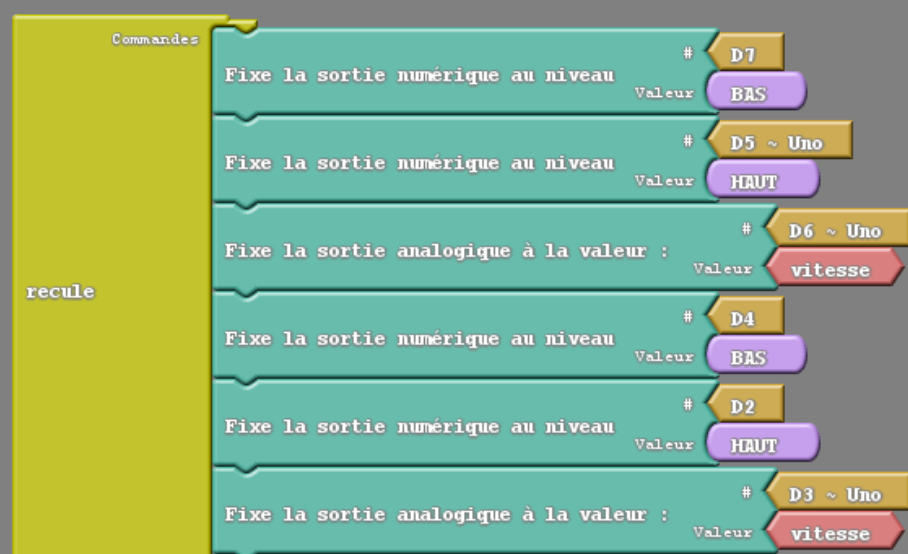 Commandes
#
D7
Fixe la sortie numérique au niveau
Valeur
BAS
#
D5 ~ Uno
Fixe la sortie numérique au niveau
Valeur
HAUT
#
D6 ~ Uno
Fixe la sortie analogique à la valeur :
Valeur
vitesse
recule
#
D4
Fixe la sortie numérique au niveau
Valeur
BAS
#
D2
Fixe la sortie numérique au niveau
Valeur
HAUT
#
D3 ~ Uno
Fixe la sortie analogique à la valeur :
Valeur
vitesse